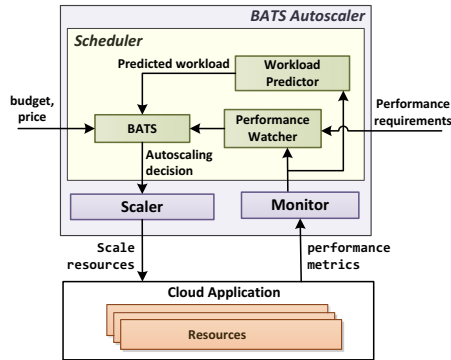 BATS Autoscaler
Scheduler
Predicted workload
Workload
Predictor
budget,
price
BATS
Performance
Watcher
Performance
requirements
Autoscaling
decision
Scaler
Monitor
Scale
resources
performance
metrics
Cloud Application
Resources